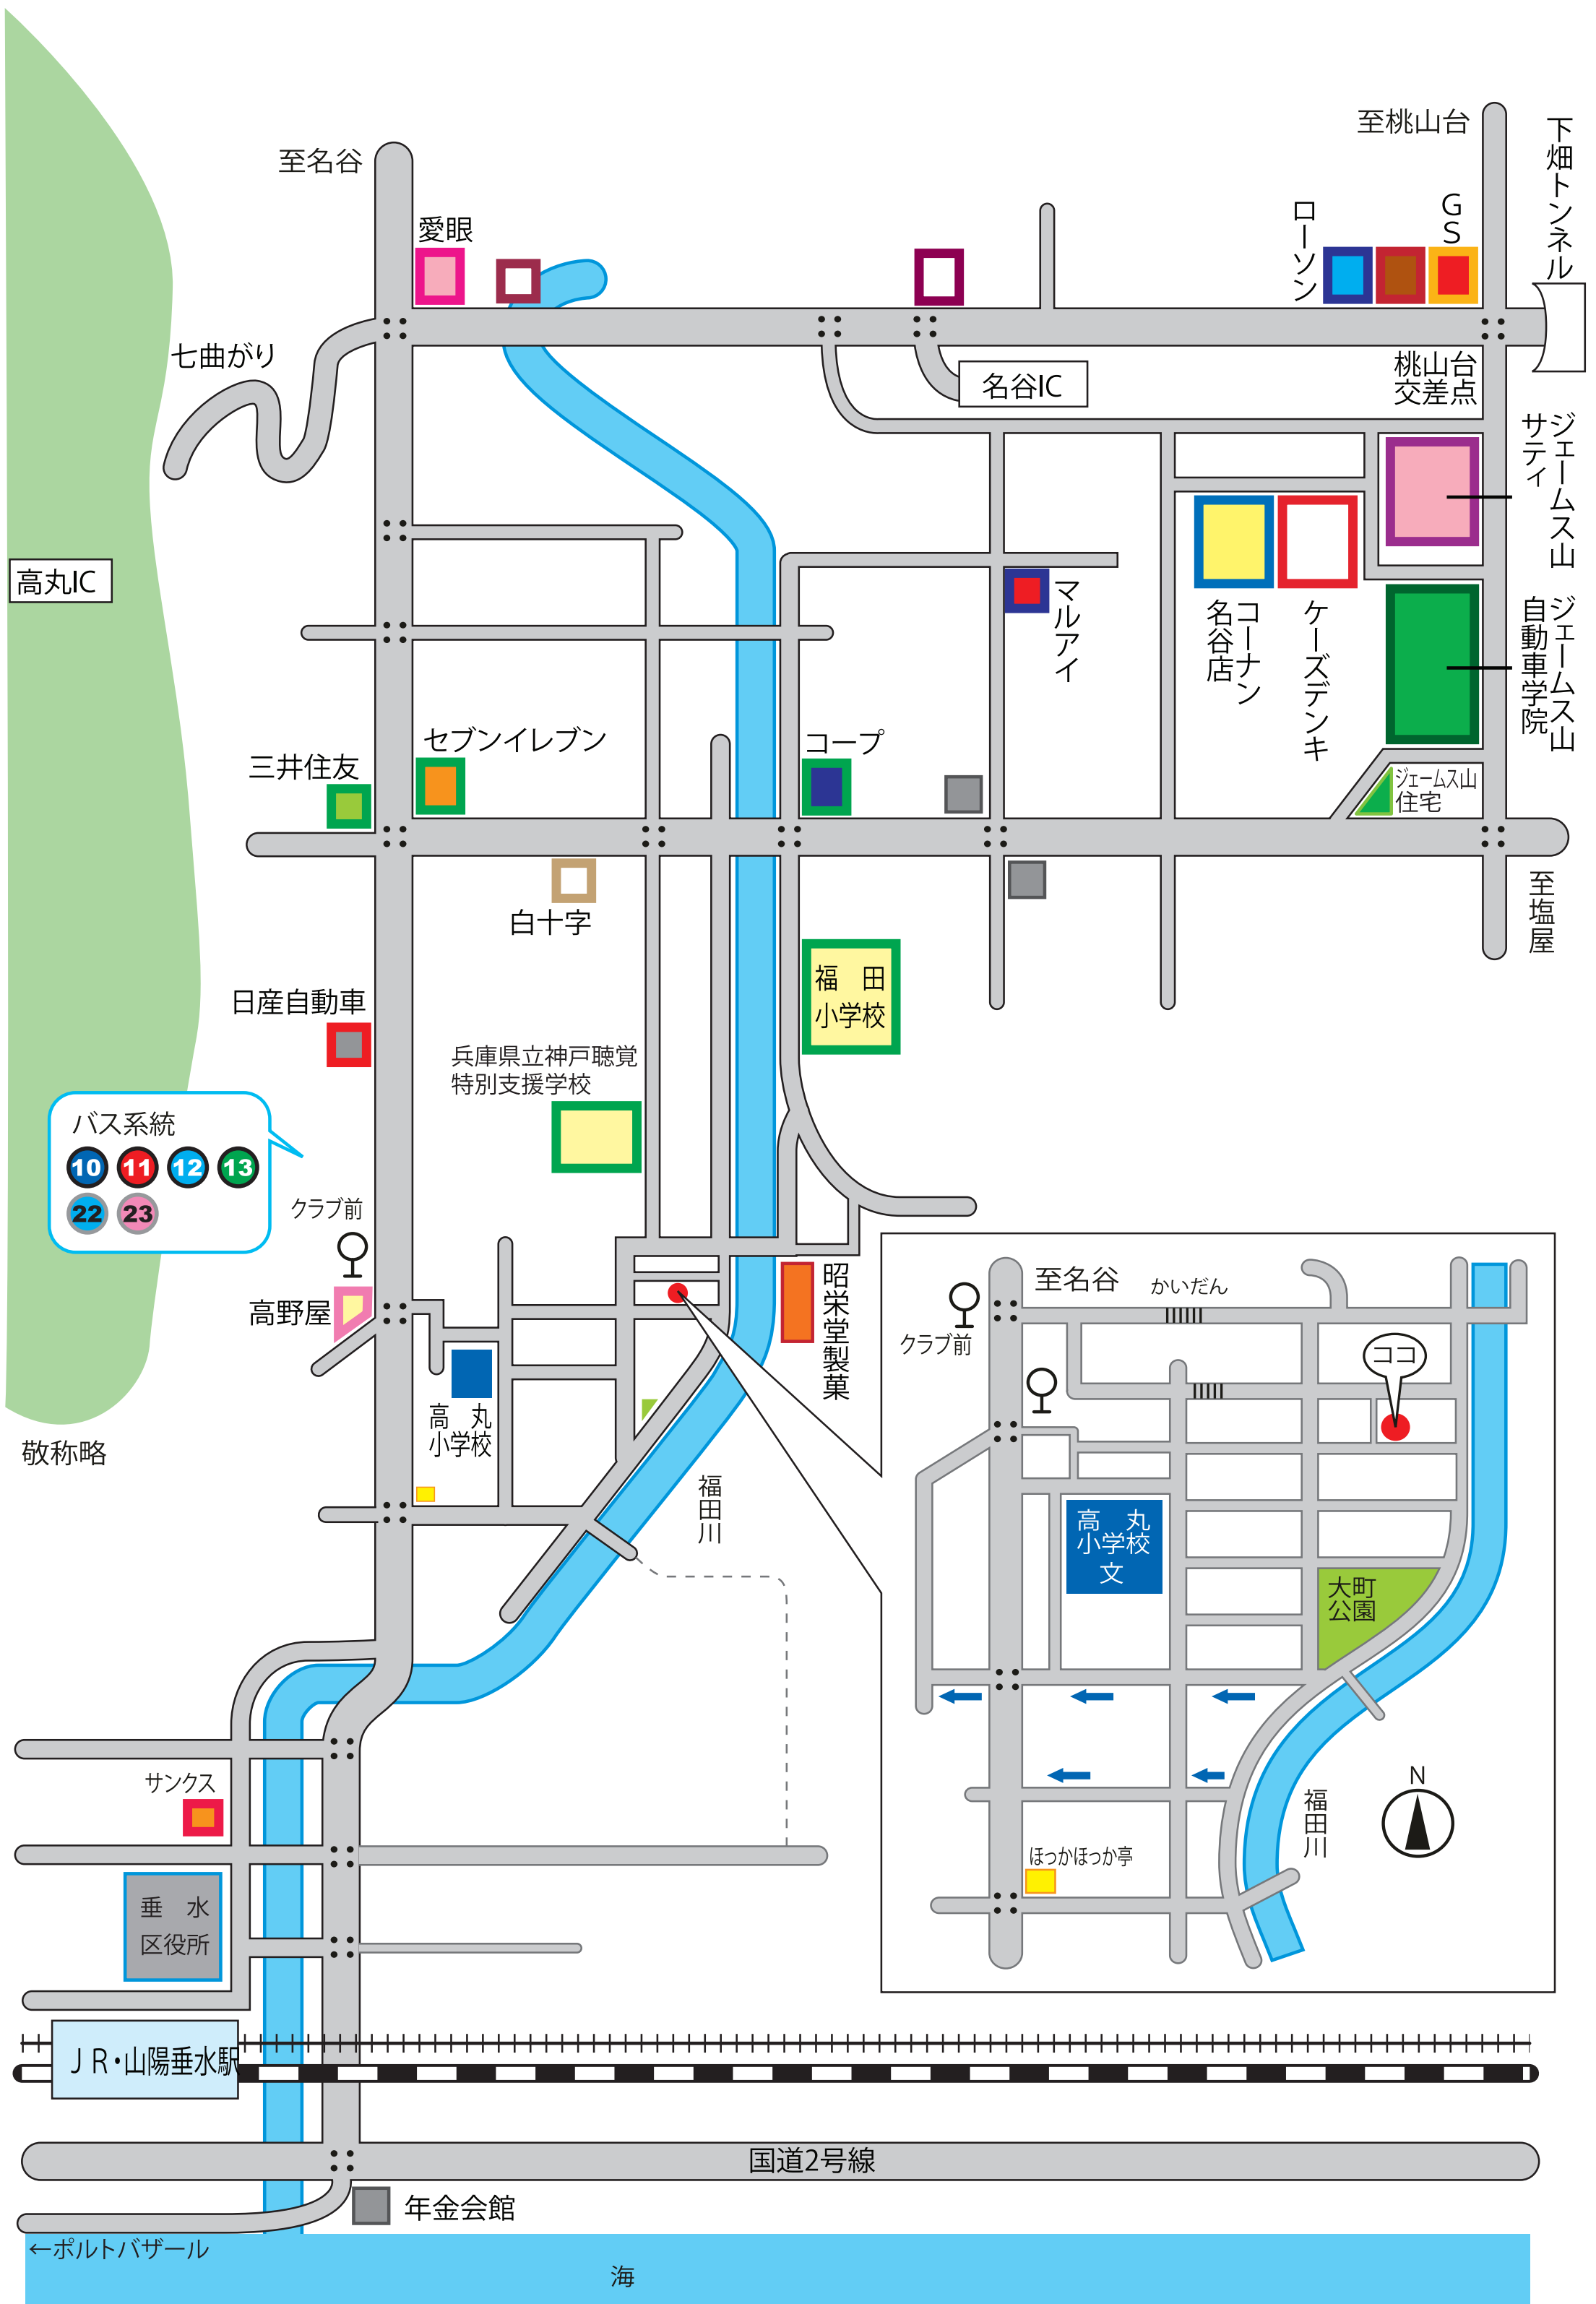 至桃山台
下畑トンネル
至名谷
愛眼
ローソン
GS
七曲がり
名谷IC
桃山台
交差点
ジェームス山
サティ
高丸IC
マルアイ
コーナン
名谷店
ケーズデンキ
ジェームス山
自動車学院
三井住友
セブンイレブン
コープ
ジェームス山
住宅
白十字
至塩屋
福　田
小学校
日産自動車
兵庫県立神戸聴覚
特別支援学校
バス系統
10 11 12 13
22 23
クラブ前
高野屋
昭栄堂製菓
高　丸
小学校
敬称略
福田川
至名谷
かいだん
クラブ前
ココ
高　丸
小学校
文
大町
公園
N
福田川
ほっかほっか亭
サンクス
垂　水
区役所
JR・山陽垂水駅
国道2号線
年金会館
←ポルトバザール
海